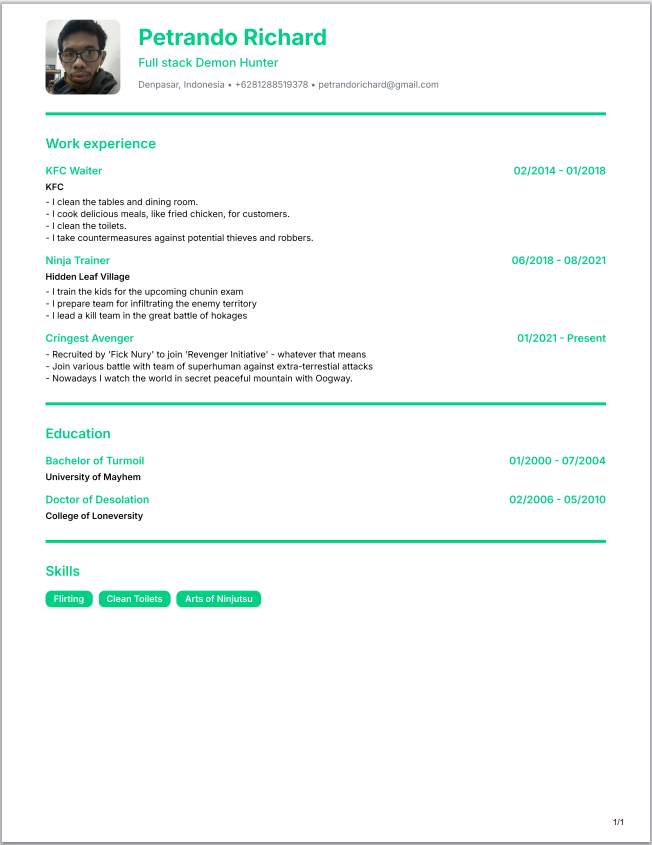 Petrando Richard
Full stack Demon Hunter
Denpasar, Indonesia • +6281288519378 • petrandorichard@gmail.com
Work experience
KFC Waiter 02/2014 - 01/2018
KFC
- I clean the tables and dining room.
- I cook delicious meals, like fried chicken, for customers.
- I clean the toilets.
- I take countermeasures against potential thieves and robbers.
Ninja Trainer 06/2018 - 08/2021
Hidden Leaf Village
- I train the kids for the upcoming chunin exam
- I prepare team for infiltrating the enemy territory
- I lead a kill team in the great battle of hokages
Cringest Avenger 01/2021 - Present
- Recruited by 'Fick Nury' to join 'Revenger Initiative' - whatever that means
- Join various battle with team of superhuman against extra-terrestial attacks
- Nowadays I watch the world in secret peaceful mountain with Oogway.
Education
Bachelor of Turmoil 01/2000 - 07/2004
University of Mayhem
Doctor of Desolation 02/2006 - 05/2010
College of Loneversity
Skills
Flirting Clean Toilets Arts of Ninjutsu
1/1